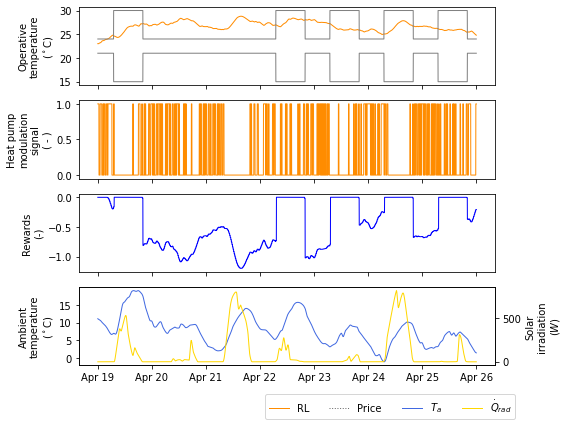 Operative
temperature
(°C)
30
25
20
15
Heat pump
modulation
signal
( - )
1.0
0.5
0.0
Rewards
(-)
0.0
−0.5
−1.0
Ambient
temperature
(°C)
15
10
5
0
500
0
Solar
irradiation
(W)
Apr 19 Apr 20 Apr 21 Apr 22 Apr 23 Apr 24 Apr 25 Apr 26
RL Price T_a Q̇_rad